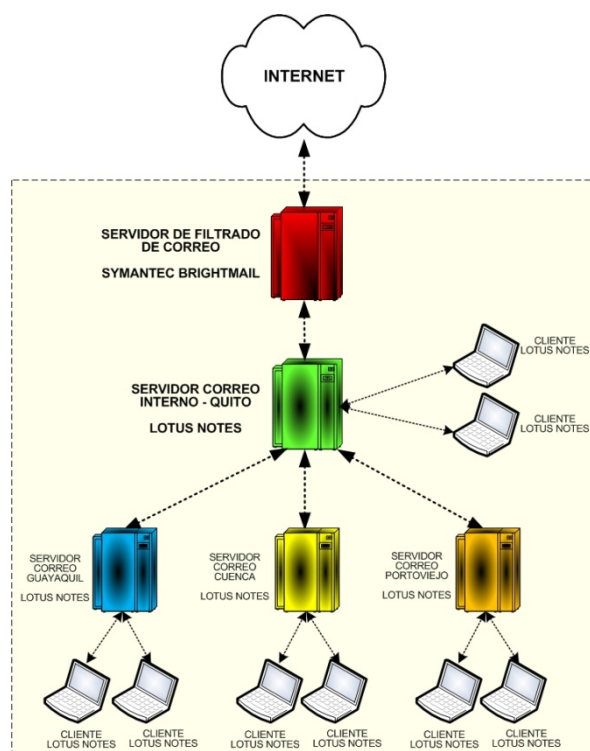 INTERNET
SERVIDOR DE FILTRADO
DE CORREO
SYMANTEC BRIGHTMAIL
CLIENTE
LOTUS NOTES
SERVIDOR CORREO
INTERNO - QUITO
LOTUS NOTES
CLIENTE
LOTUS NOTES
SERVIDOR
CORREO
GUAYAQUIL
LOTUS NOTES
SERVIDOR
CORREO
CUENCA
LOTUS NOTES
SERVIDOR
CORREO
PORTOVIEJO
LOTUS NOTES
CLIENTE
LOTUS NOTES
CLIENTE
LOTUS NOTES
CLIENTE
LOTUS NOTES
CLIENTE
LOTUS NOTES
CLIENTE
LOTUS NOTES
CLIENTE
LOTUS NOTES